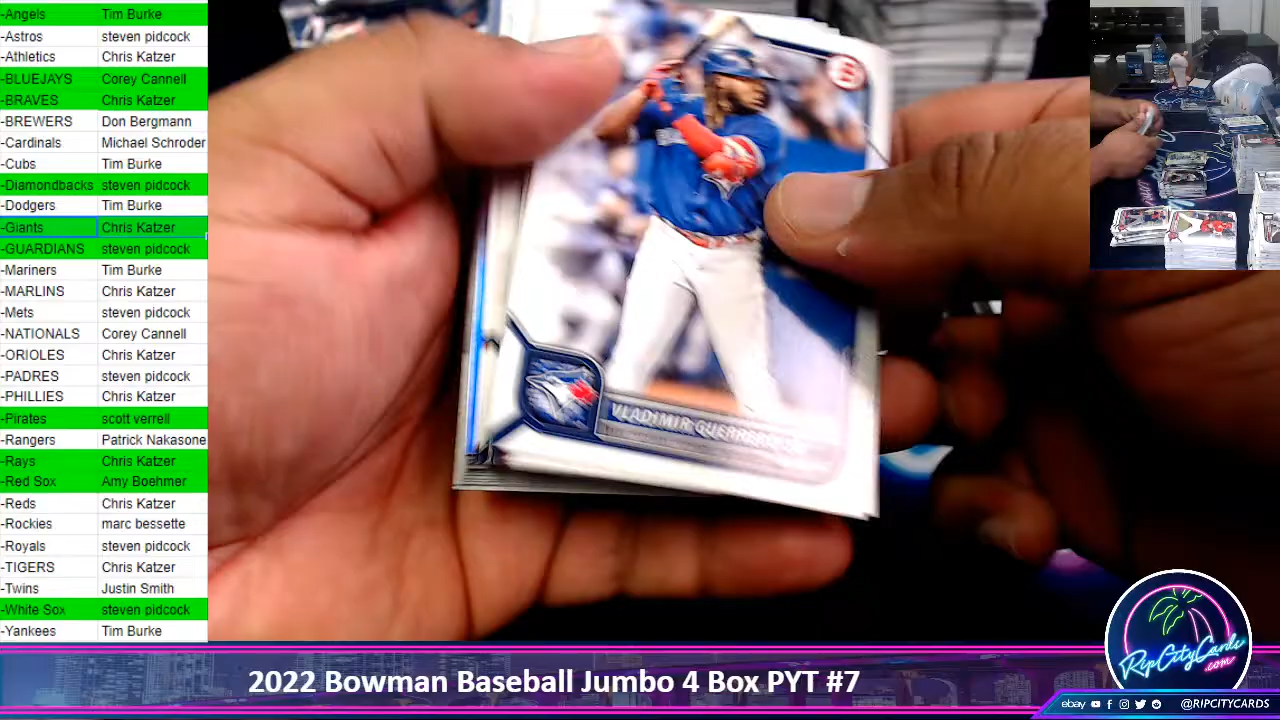 -Angels Tim Burke
-Astros steven pidcock
-Athletics Chris Katzer
-BLUEJAYS Corey Cannell
-BRAVES Chris Katzer
-BREWERS Don Bergmann
-Cardinals Michael Schroder
-Cubs Tim Burke
-Diamondbacks steven pidcock
-Dodgers Tim Burke
-Giants Chris Katzer
-GUARDIANS steven pidcock
-Mariners Tim Burke
-MARLINS Chris Katzer
-Mets steven pidcock
-NATIONALS Corey Cannell
-ORIOLES Chris Katzer
-PADRES steven pidcock
-PHILLIES Chris Katzer
-Pirates scott verrell
-Rangers Patrick Nakasone
-Rays Chris Katzer
-Red Sox Amy Boehmer
-Reds Chris Katzer
-Rockies marc bessette
-Royals steven pidcock
-TIGERS Chris Katzer
-Twins Justin Smith
-White Sox steven pidcock
-Yankees Tim Burke
VLADIMIR GUERRERO
2022 Bowman Baseball Jumbo 4 Box PYT #7
RipCityCards
.com
ebay @RIPCITYCARDS